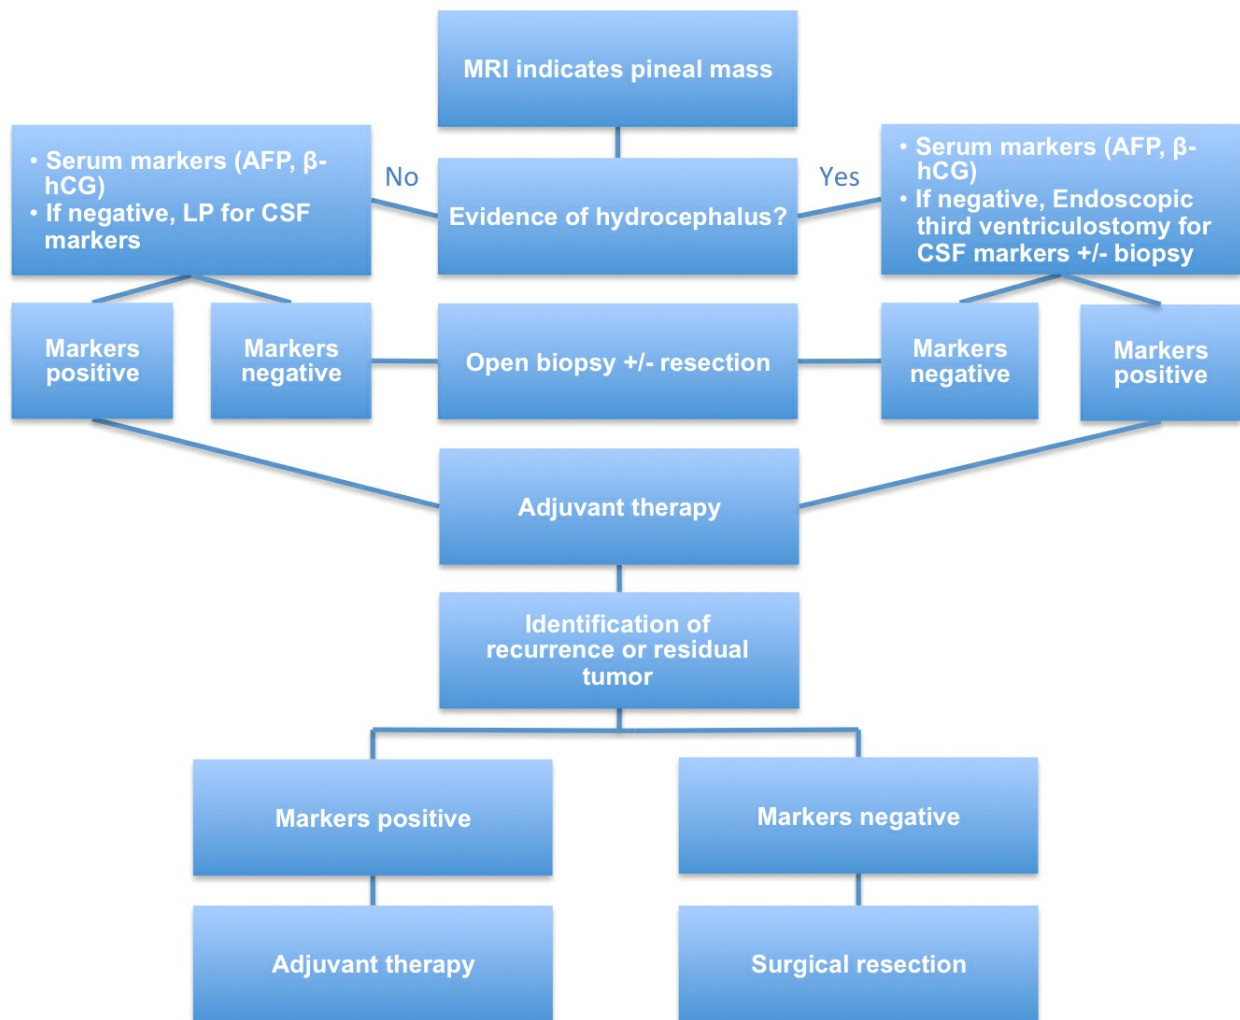 MRI indicates pineal mass
• Serum markers (AFP, β-
hCG)
• If negative, LP for CSF
markers
No
Evidence of hydrocephalus?
Yes
• Serum markers (AFP, β-
hCG)
• If negative, Endoscopic
third ventriculostomy for
CSF markers +/- biopsy
Markers
positive
Markers
negative
Open biopsy +/- resection
Markers
negative
Markers
positive
Adjuvant therapy
Identification of
recurrence or residual
tumor
Markers positive
Markers negative
Adjuvant therapy
Surgical resection